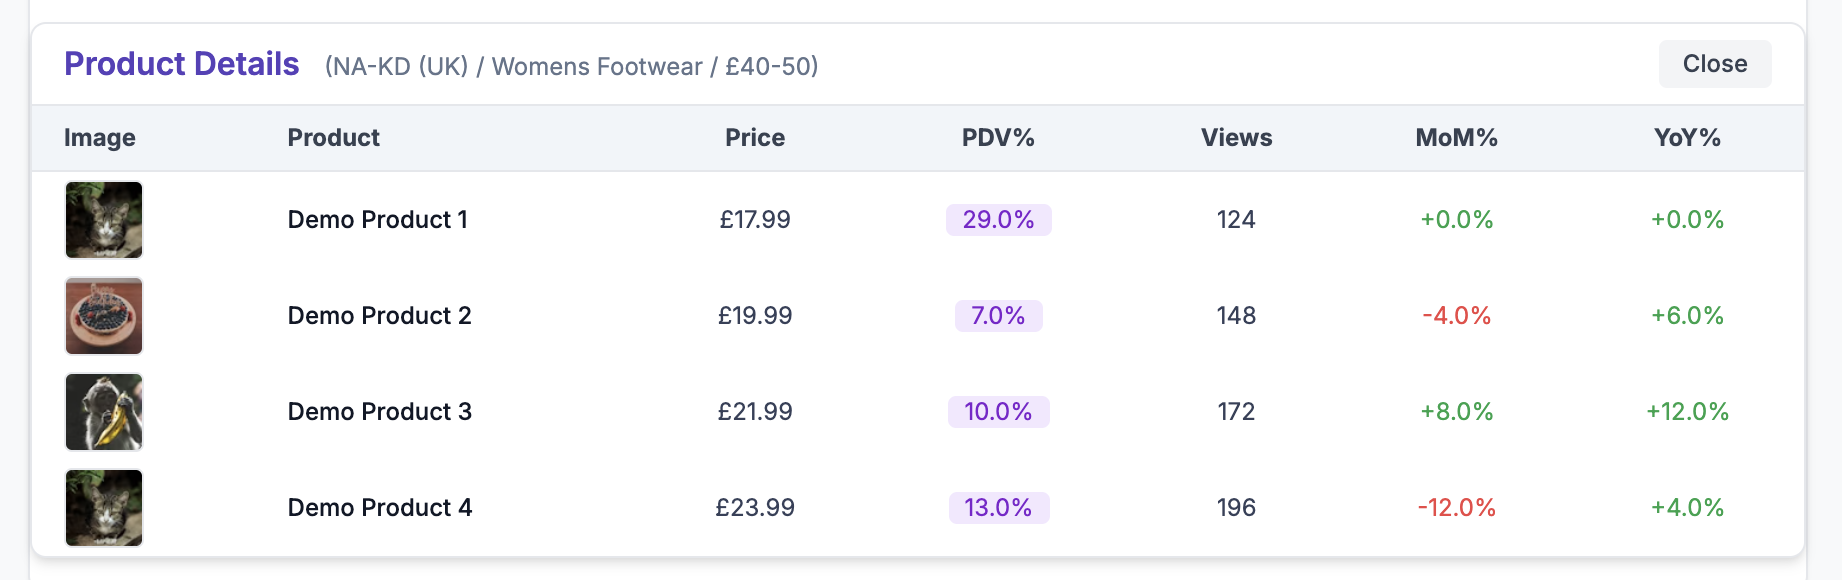 Product Details (NA-KD (UK) / Womens Footwear / £40-50) Close
Image Product Price PDV% Views MoM% YoY%
Demo Product 1 £17.99 29.0% 124 +0.0% +0.0%
Demo Product 2 £19.99 7.0% 148 -4.0% +6.0%
Demo Product 3 £21.99 10.0% 172 +8.0% +12.0%
Demo Product 4 £23.99 13.0% 196 -12.0% +4.0%